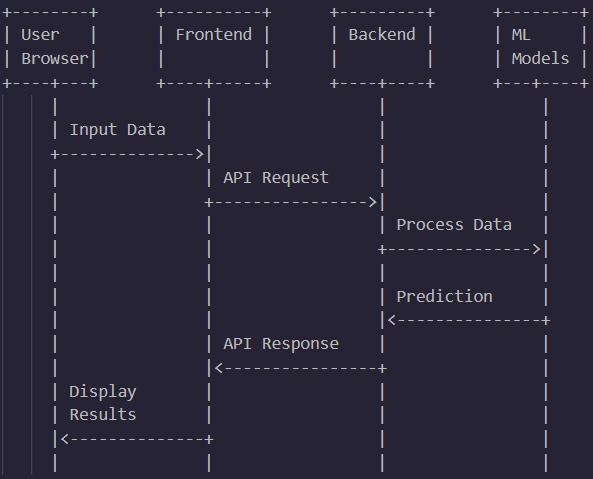 User Frontend Backend ML
Browser Models
Input Data
API Request
Process Data
Prediction
API Response
Display
Results